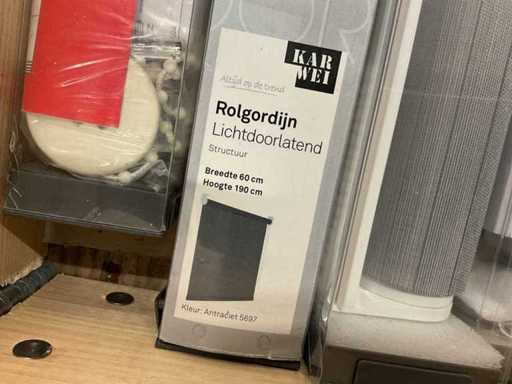 KAR
WEI
Altijd op de trend
Rolgordijn
Lichtdoorlatend
Structuur
Breedte 60 cm
Hoogte 190 cm
Kleur: Antraciet 5697